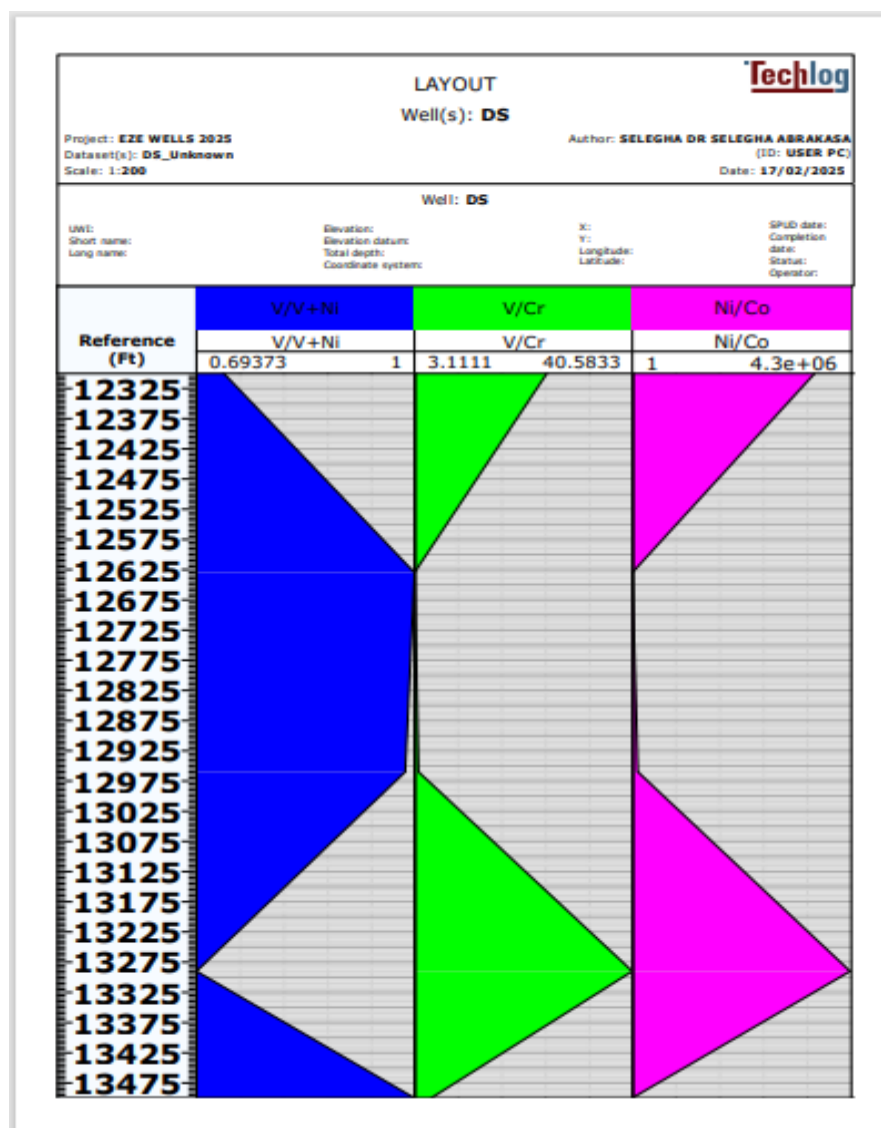 Techlog
LAYOUT
Well(s): DS
Project: EZE WELLS 2025
Author: SELEGHA DR SELEGHA ABRAKASA
Dataset(s): DS_Unknown
(ID: USER PC)
Scale: 1:200
Date: 17/02/2025
Well: DS
UWI:
Short name:
Long name:
Elevation:
Elevation datum:
Total depth:
Coordinate system:
X:
Y:
Longitude:
Latitude:
SPUD date:
Completion
date:
Status:
Operator:
V/V+Ni V/Cr Ni/Co
Reference
(Ft)
V/V+Ni V/Cr Ni/Co
0.69373 1 3.1111 40.5833 1 4.3e+06
12325
12375
12425
12475
12525
12575
12625
12675
12725
12775
12825
12875
12925
12975
13025
13075
13125
13175
13225
13275
13325
13375
13425
13475